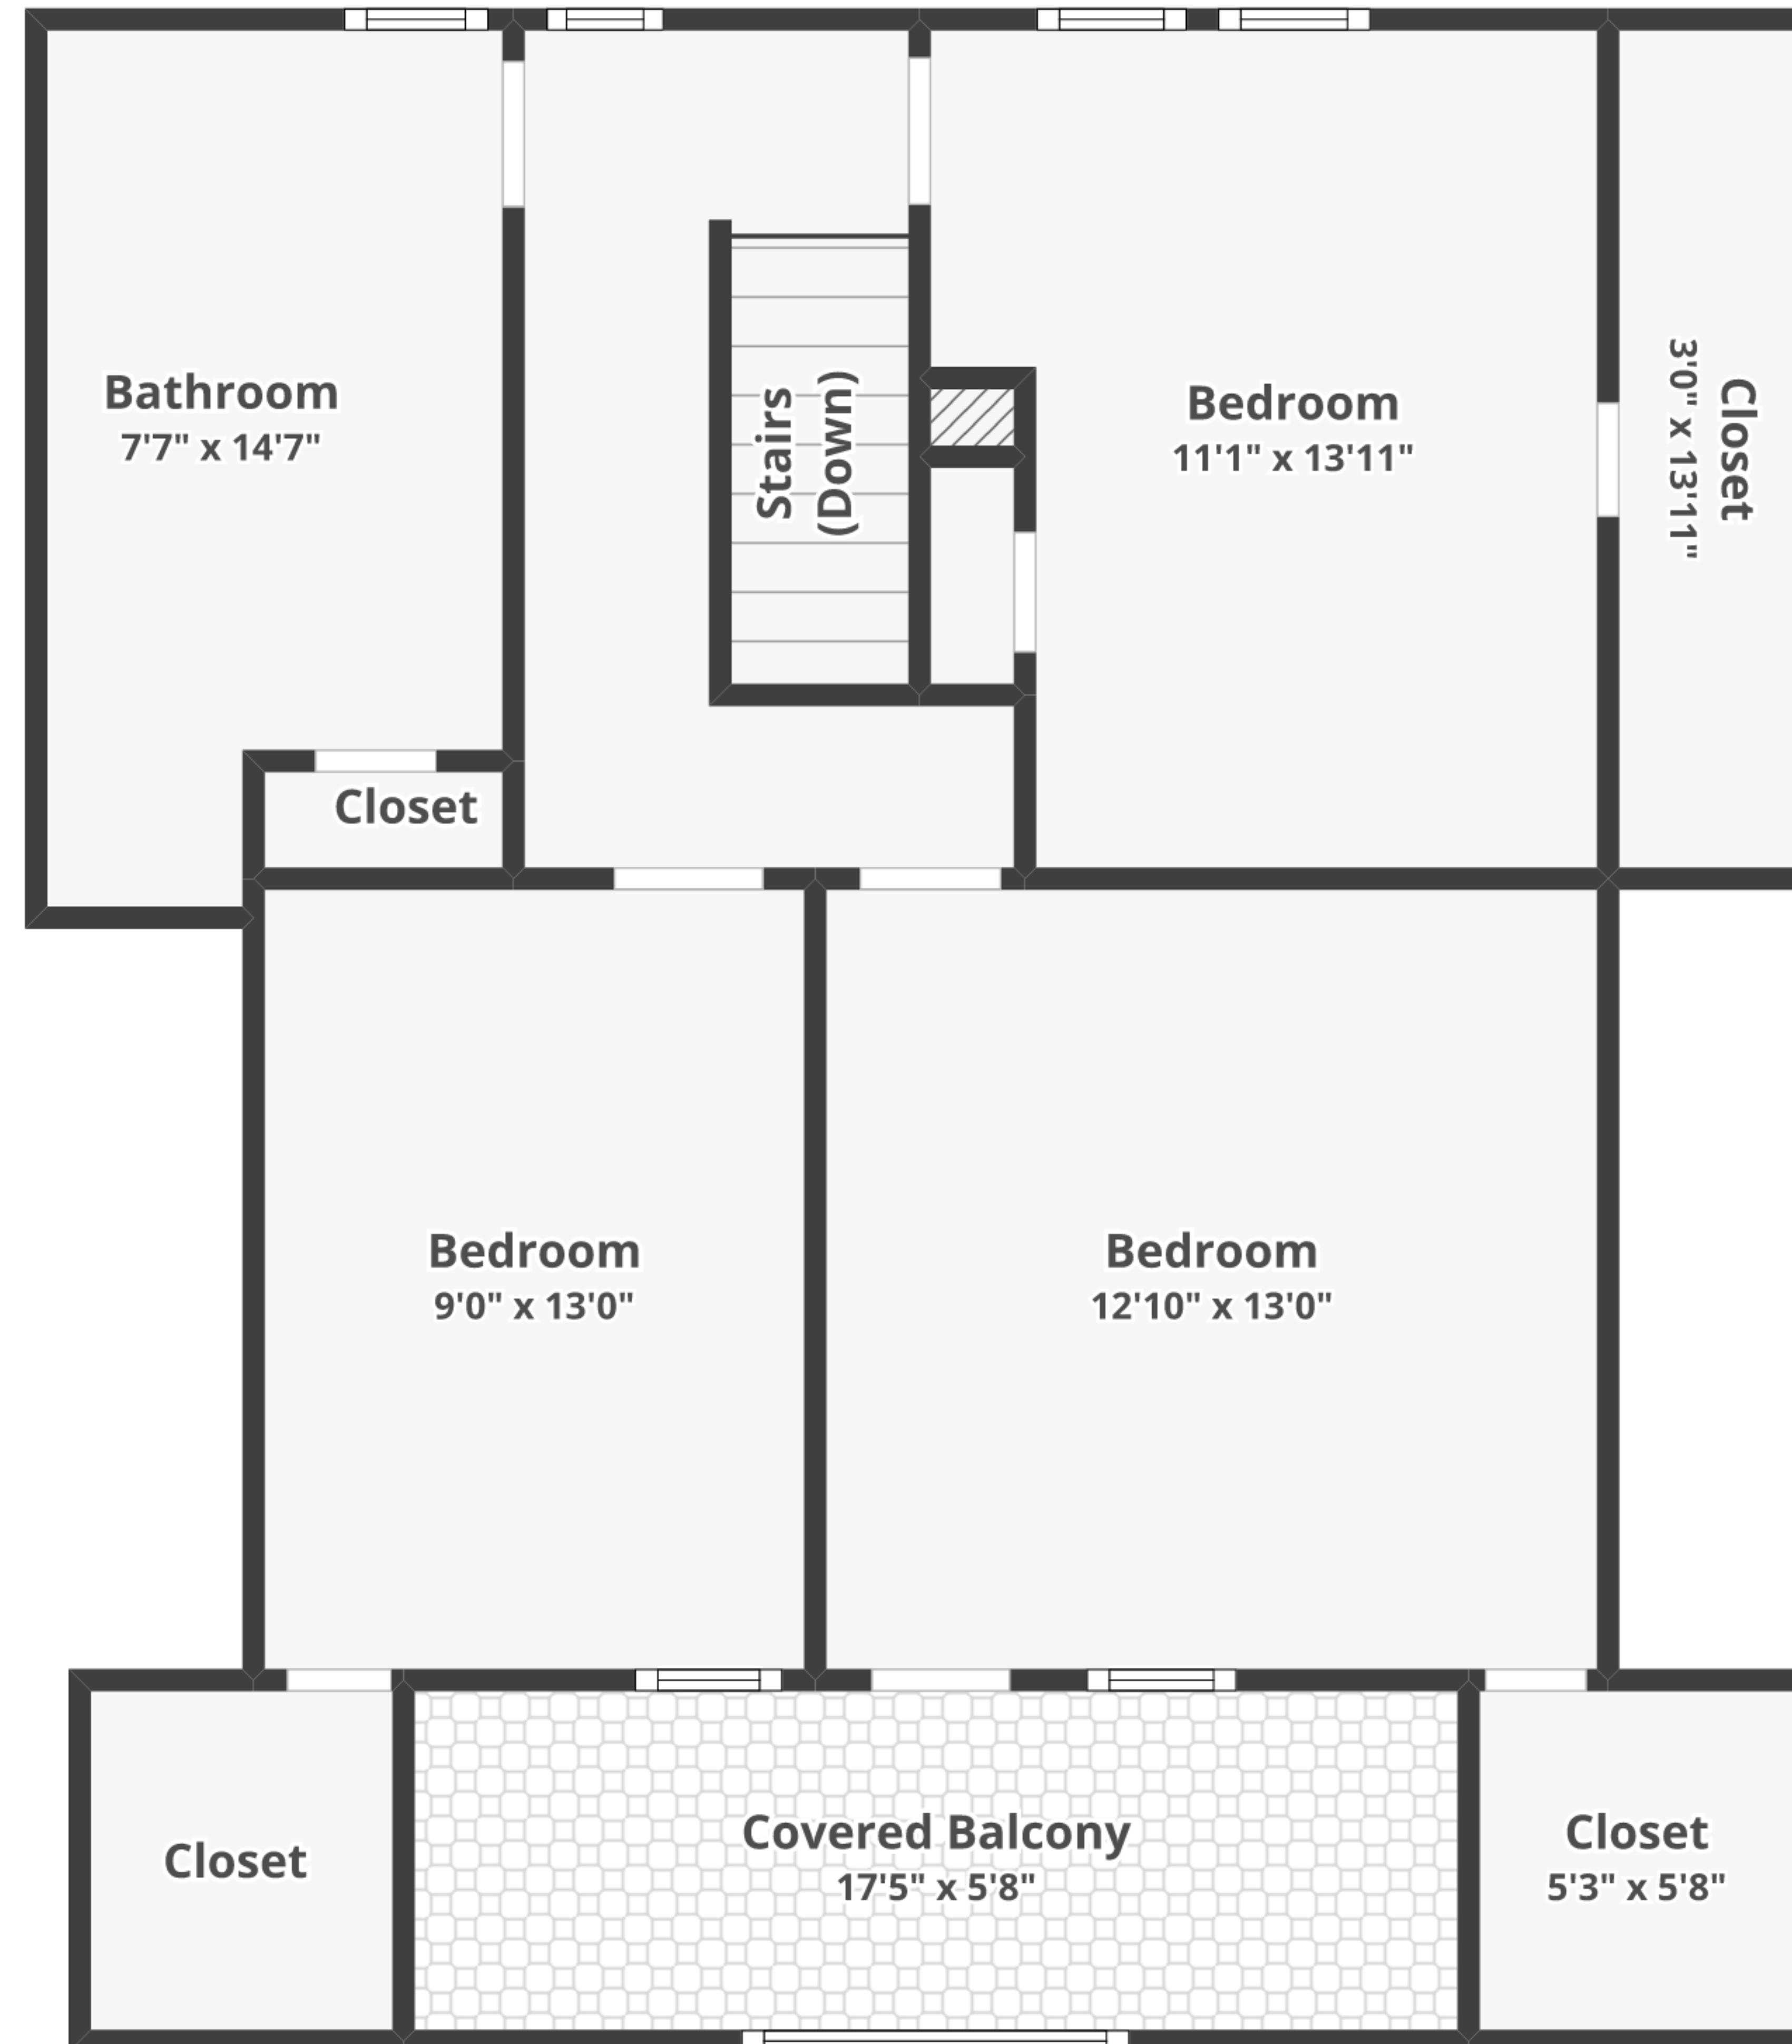 Bathroom
7'7" x 14'7"
Stairs
(Down)
Bedroom
11'1" x 13'11"
Closet
3'0" x 13'11"
Closet
Bedroom
9'0" x 13'0"
Bedroom
12'10" x 13'0"
Closet
Covered Balcony
17'5" x 5'8"
Closet
5'3" x 5'8"